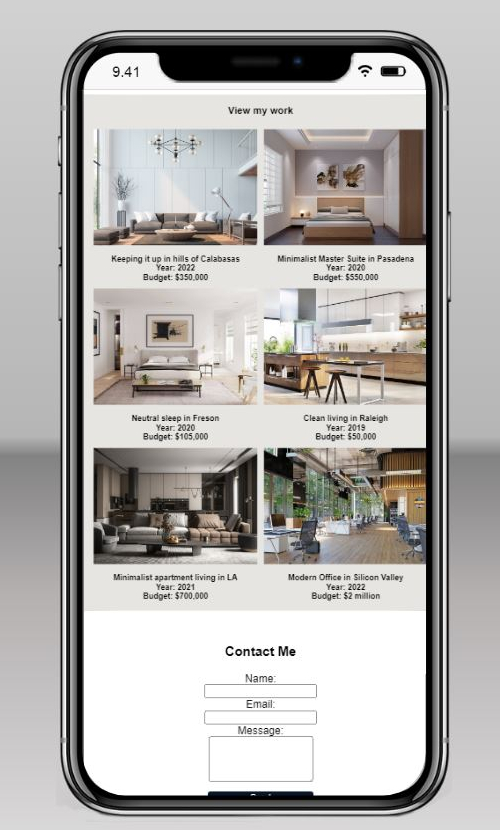 9.41
View my work
Keeping it up in hills of Calabasas
Year: 2022
Budget: $350,000
Minimalist Master Suite in Pasadena
Year: 2020
Budget: $550,000
Neutral sleep in Freson
Year: 2020
Budget: $105,000
Clean living in Raleigh
Year: 2019
Budget: $50,000
Minimalist apartment living in LA
Year: 2021
Budget: $700,000
Modern Office in Silicon Valley
Year: 2022
Budget: $2 million
Contact Me
Name:
Email:
Message: